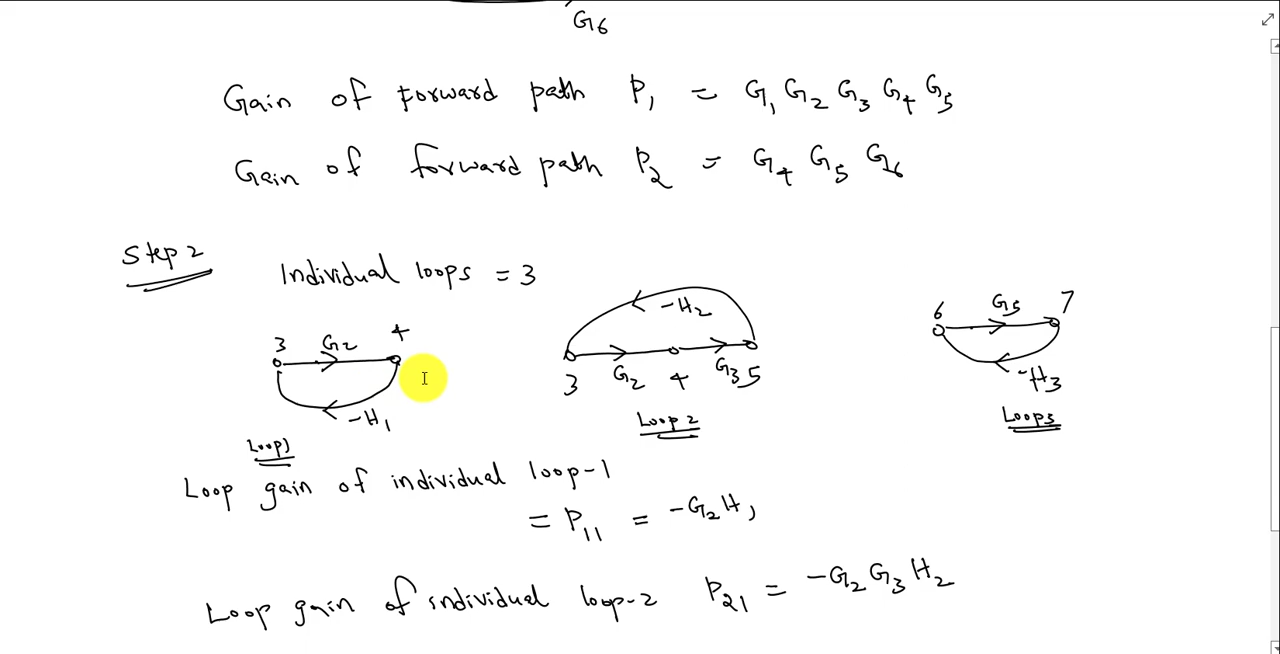 G6
Gain of Forward path P1 = G1 G2 G3 G4 G5
Gain of forward path P2 = G4 G5 G6
Step 2
Individual loops = 3
3 G2 4
-H1
Loop1
-H2
3 G2 4 G3 5
Loop 2
6 G5 7
-H3
Loop3
Loop gain of individual loop-1
= P11 = -G2H1
Loop gain of individual loop-2 P21 = -G2 G3 H2